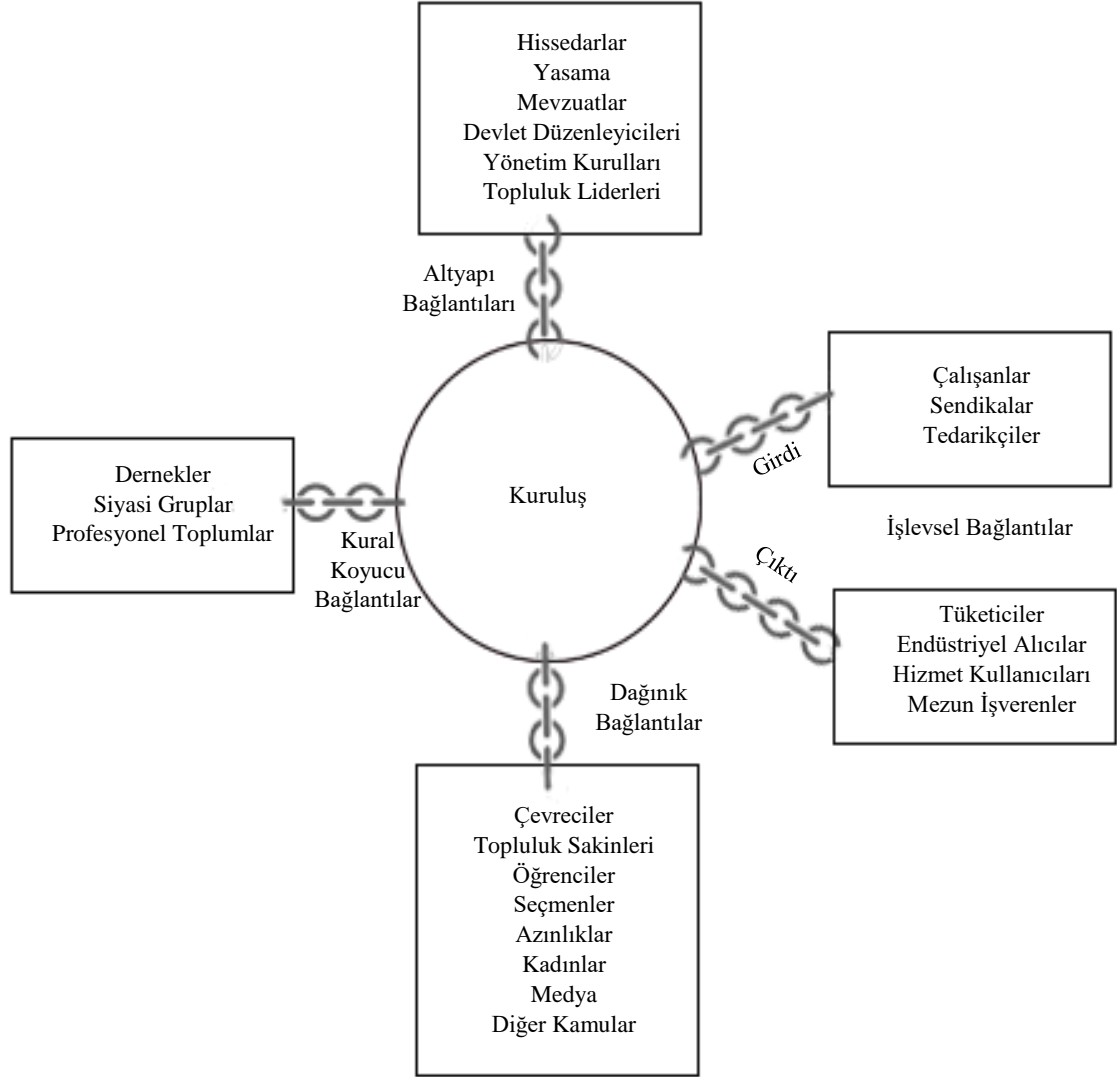 Hissedarlar
Yasama
Mevzuatlar
Devlet Düzenleyicileri
Yönetim Kurulları
Topluluk Liderleri
Altyapı
Bağlantıları
Çalışanlar
Sendikalar
Tedarikçiler
Girdi
Dernekler
Siyasi Gruplar
Profesyonel Toplumlar
Kural
Koyucu
Bağlantılar
Kuruluş
İşlevsel Bağlantılar
Çıktı
Tüketiciler
Endüstriyel Alıcılar
Hizmet Kullanıcıları
Mezun İşverenler
Dağınık
Bağlantılar
Çevreciler
Topluluk Sakinleri
Öğrenciler
Seçmenler
Azınlıklar
Kadınlar
Medya
Diğer Kamular